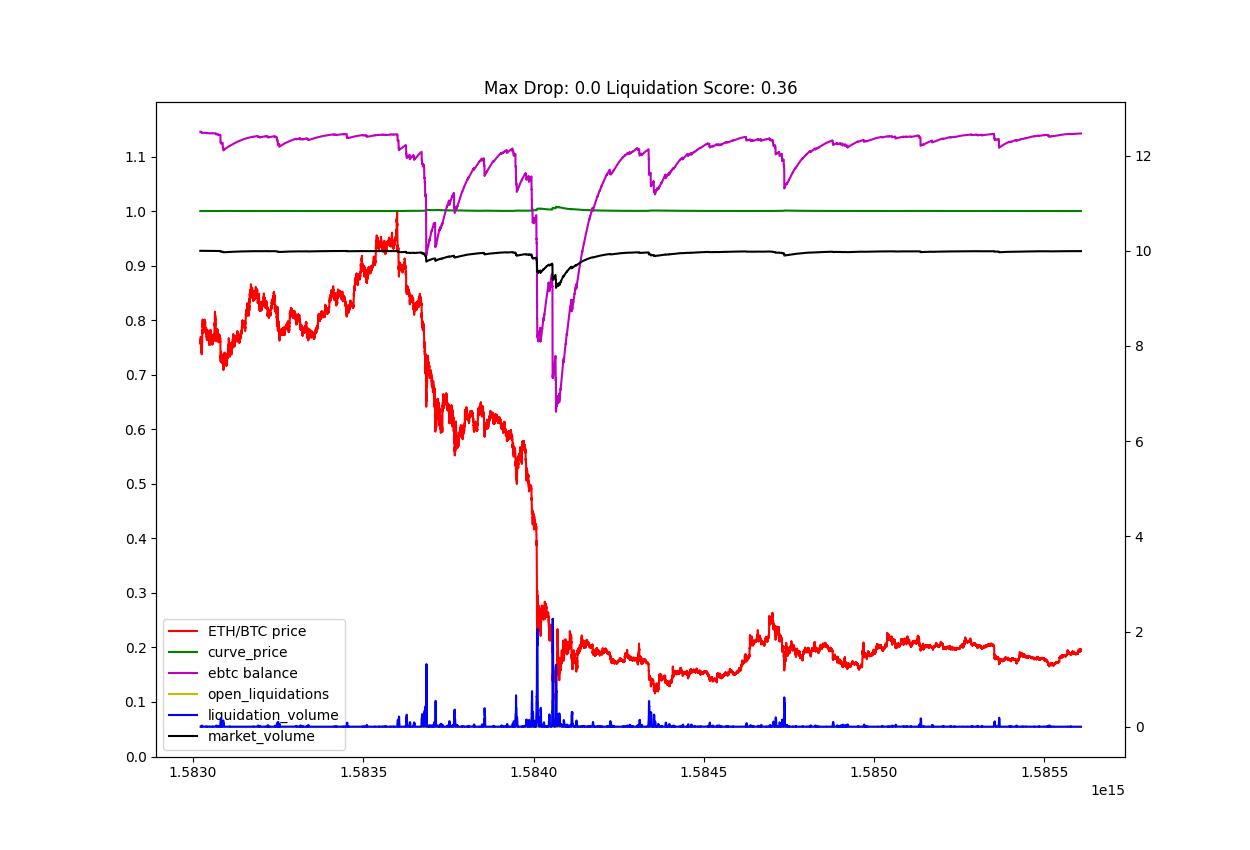 Max Drop: 0.0 Liquidation Score: 0.36
1.1
1.0
0.9
0.8
0.7
0.6
0.5
0.4
0.3
0.2
0.1
0.0
12
10
8
6
4
2
0
ETH/BTC price
curve_price
ebtc balance
open_liquidations
liquidation_volume
market_volume
1.5830 1.5835 1.5840 1.5845 1.5850 1.5855
1e15